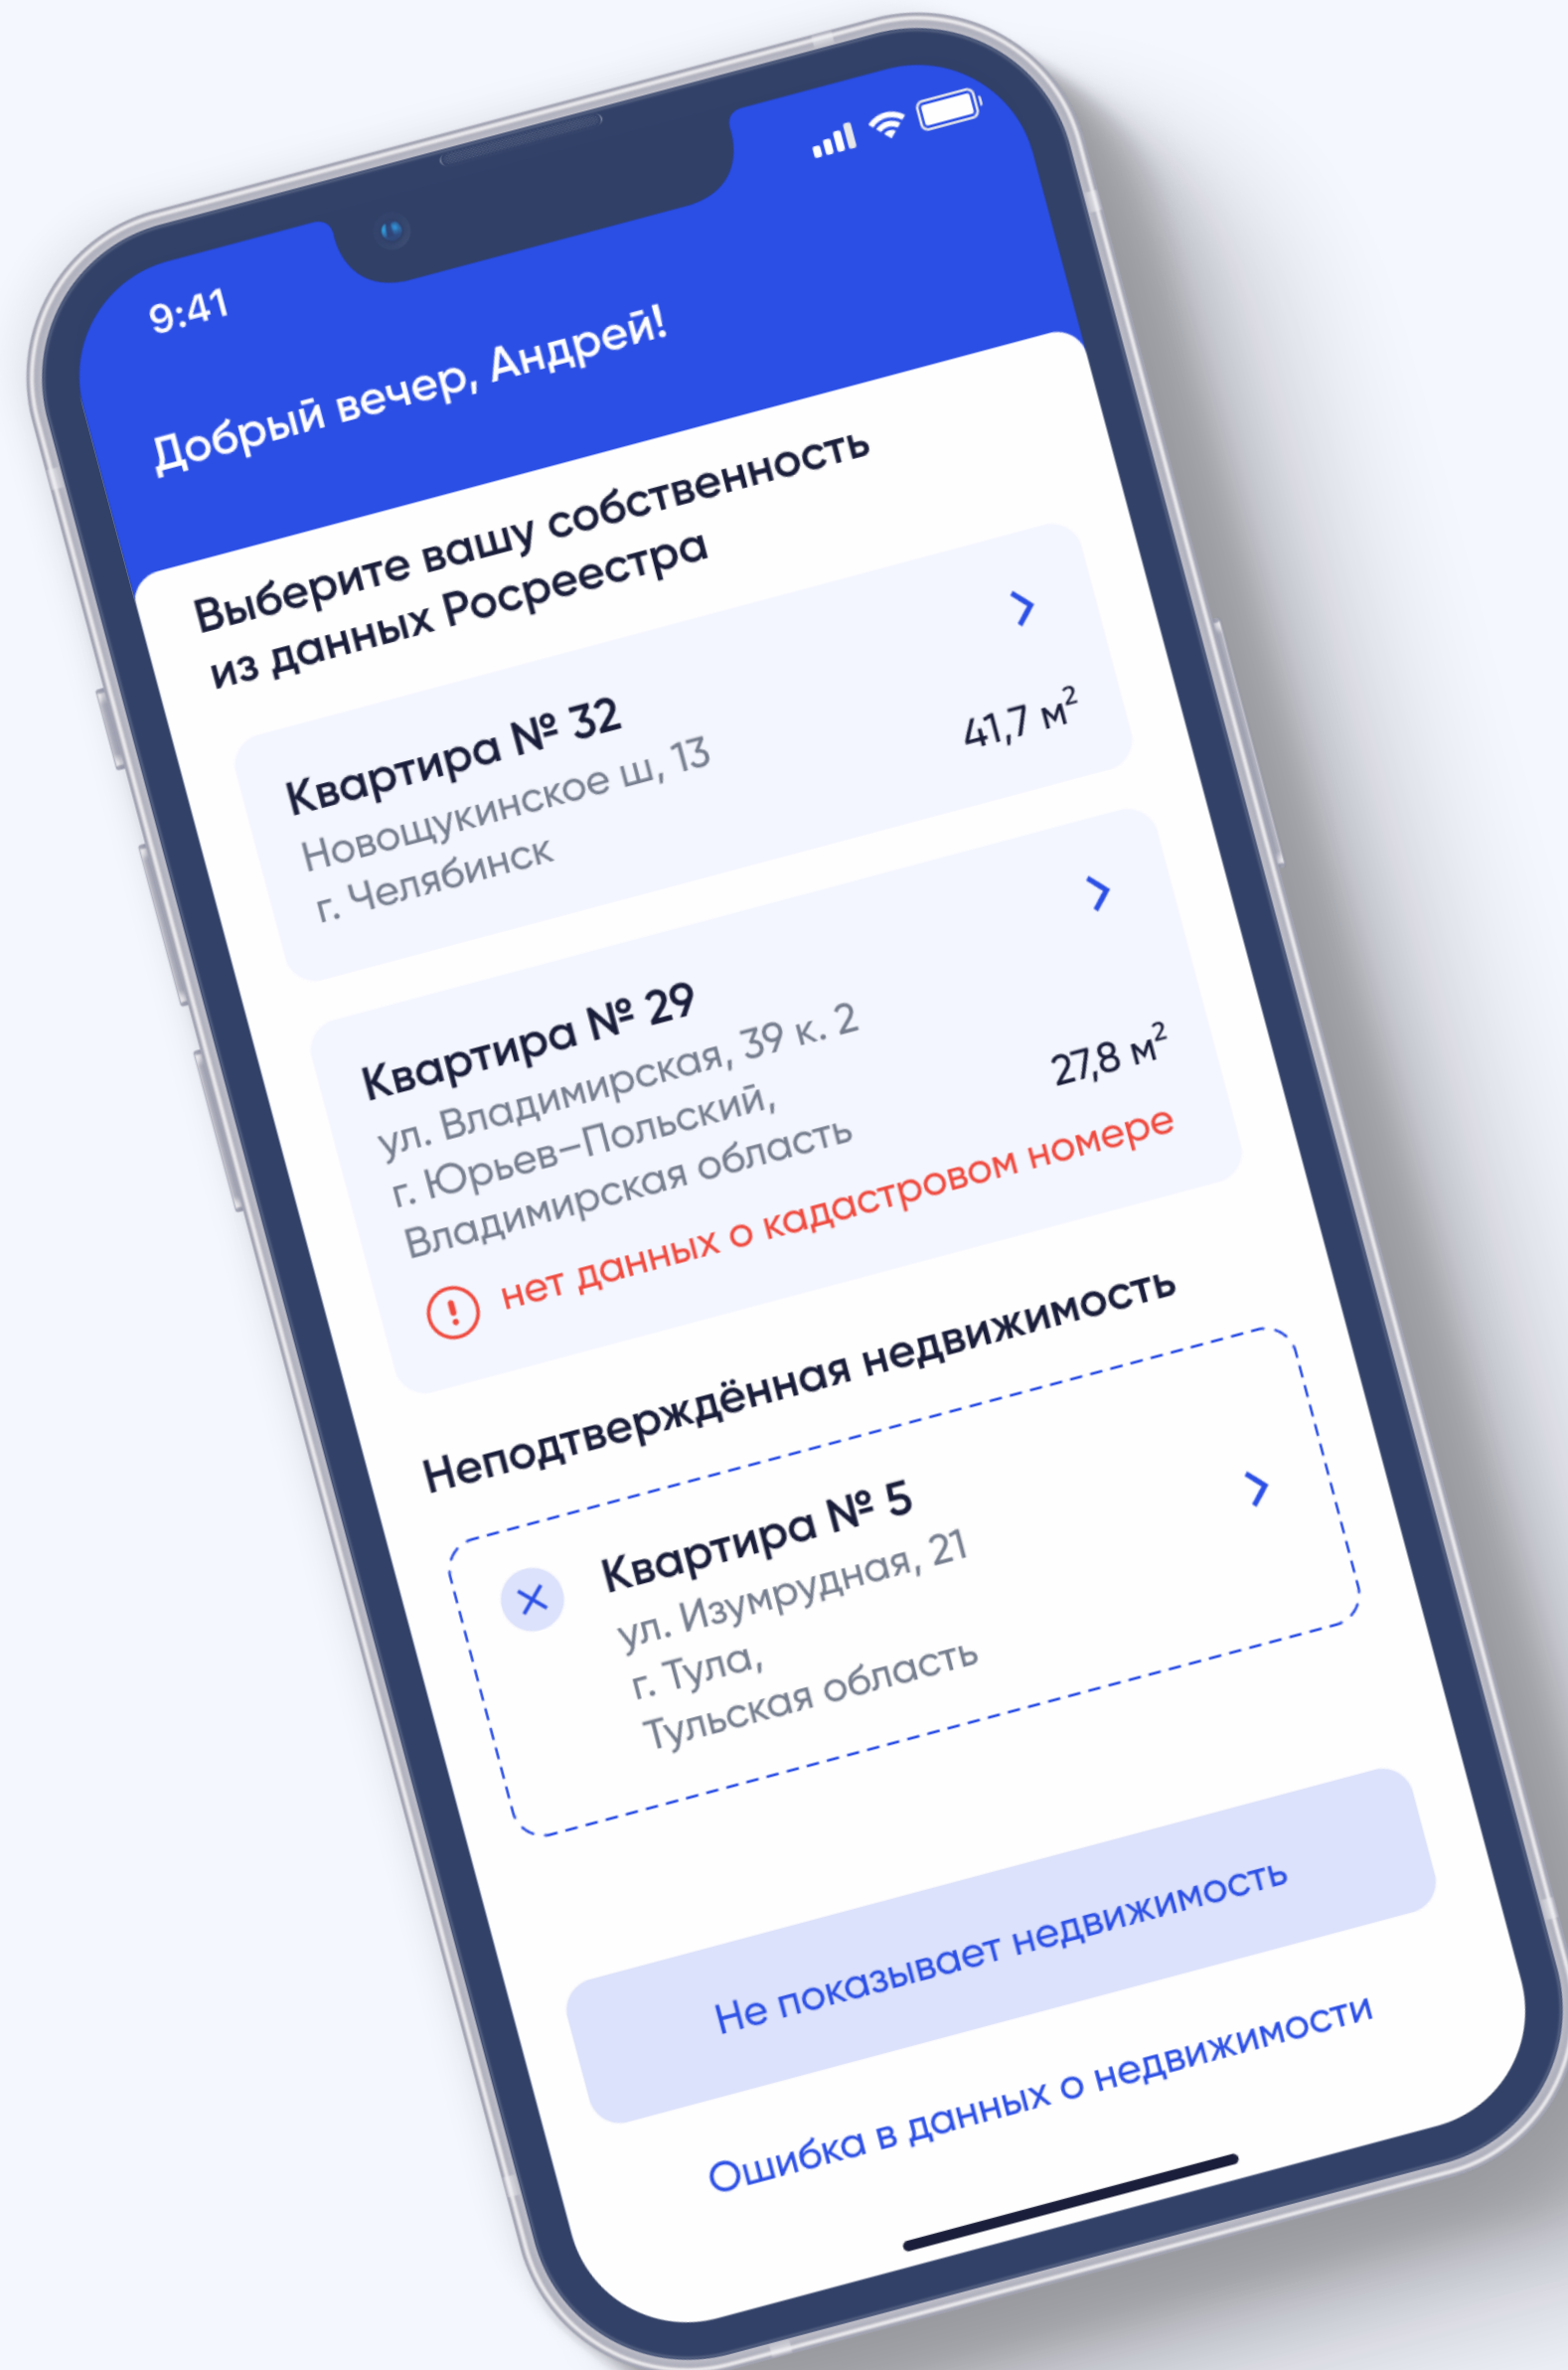 9:41
Добрый вечер, Андрей!
Выберите вашу собственность
из данных Росреестра
Квартира № 32
Новощукинское ш, 13
г. Челябинск
41,7 м²
Квартира № 29
ул. Владимирская, 39 к. 2
г. Юрьев–Польский,
Владимирская область
27,8 м²
нет данных о кадастровом номере
Неподтверждённая недвижимость
Квартира № 5
ул. Изумрудная, 21
г. Тула,
Тульская область
Не показывает недвижимость
Ошибка в данных о недвижимости